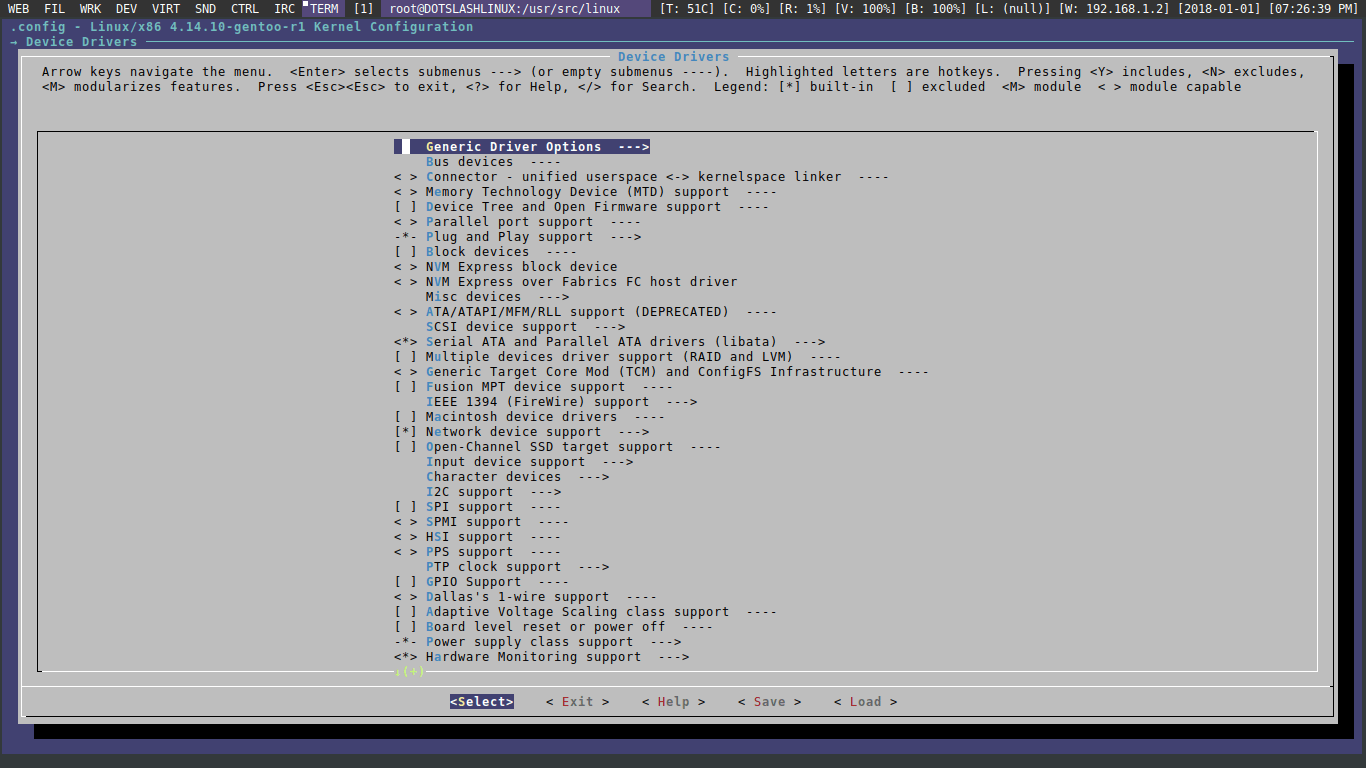 WEB FIL WRK DEV VIRT SND CTRL IRC TERM [1] root@DOTSLASHLINUX:/usr/src/linux [T: 51C] [C: 0%] [R: 1%] [V: 100%] [B: 100%] [L: (null)] [W: 192.168.1.2] [2018-01-01] [07:26:39 PM]
.config - Linux/x86 4.14.10-gentoo-r1 Kernel Configuration
→ Device Drivers
Device Drivers
Arrow keys navigate the menu.  <Enter> selects submenus ---> (or empty submenus ----).  Highlighted letters are hotkeys.  Pressing <Y> includes, <N> excludes,
<M> modularizes features.  Press <Esc><Esc> to exit, <?> for Help, </> for Search.  Legend: [*] built-in  [ ] excluded  <M> module  < > module capable
Generic Driver Options  --->
Bus devices  ----
< > Connector - unified userspace <-> kernelspace linker  ----
< > Memory Technology Device (MTD) support  ----
[ ] Device Tree and Open Firmware support  ----
< > Parallel port support  ----
-*- Plug and Play support  --->
[ ] Block devices  ----
< > NVM Express block device
< > NVM Express over Fabrics FC host driver
Misc devices  --->
< > ATA/ATAPI/MFM/RLL support (DEPRECATED)  ----
SCSI device support  --->
<*> Serial ATA and Parallel ATA drivers (libata)  --->
[ ] Multiple devices driver support (RAID and LVM)  ----
< > Generic Target Core Mod (TCM) and ConfigFS Infrastructure  ----
[ ] Fusion MPT device support  ----
IEEE 1394 (FireWire) support  --->
[ ] Macintosh device drivers  ----
[*] Network device support  --->
[ ] Open-Channel SSD target support  ----
Input device support  --->
Character devices  --->
I2C support  --->
[ ] SPI support  ----
< > SPMI support  ----
< > HSI support  ----
< > PPS support  ----
PTP clock support  --->
[ ] GPIO Support  ----
< > Dallas's 1-wire support  ----
[ ] Adaptive Voltage Scaling class support  ----
[ ] Board level reset or power off  ----
-*- Power supply class support  --->
<*> Hardware Monitoring support  --->
↓(+)
<Select>    < Exit >    < Help >    < Save >    < Load >